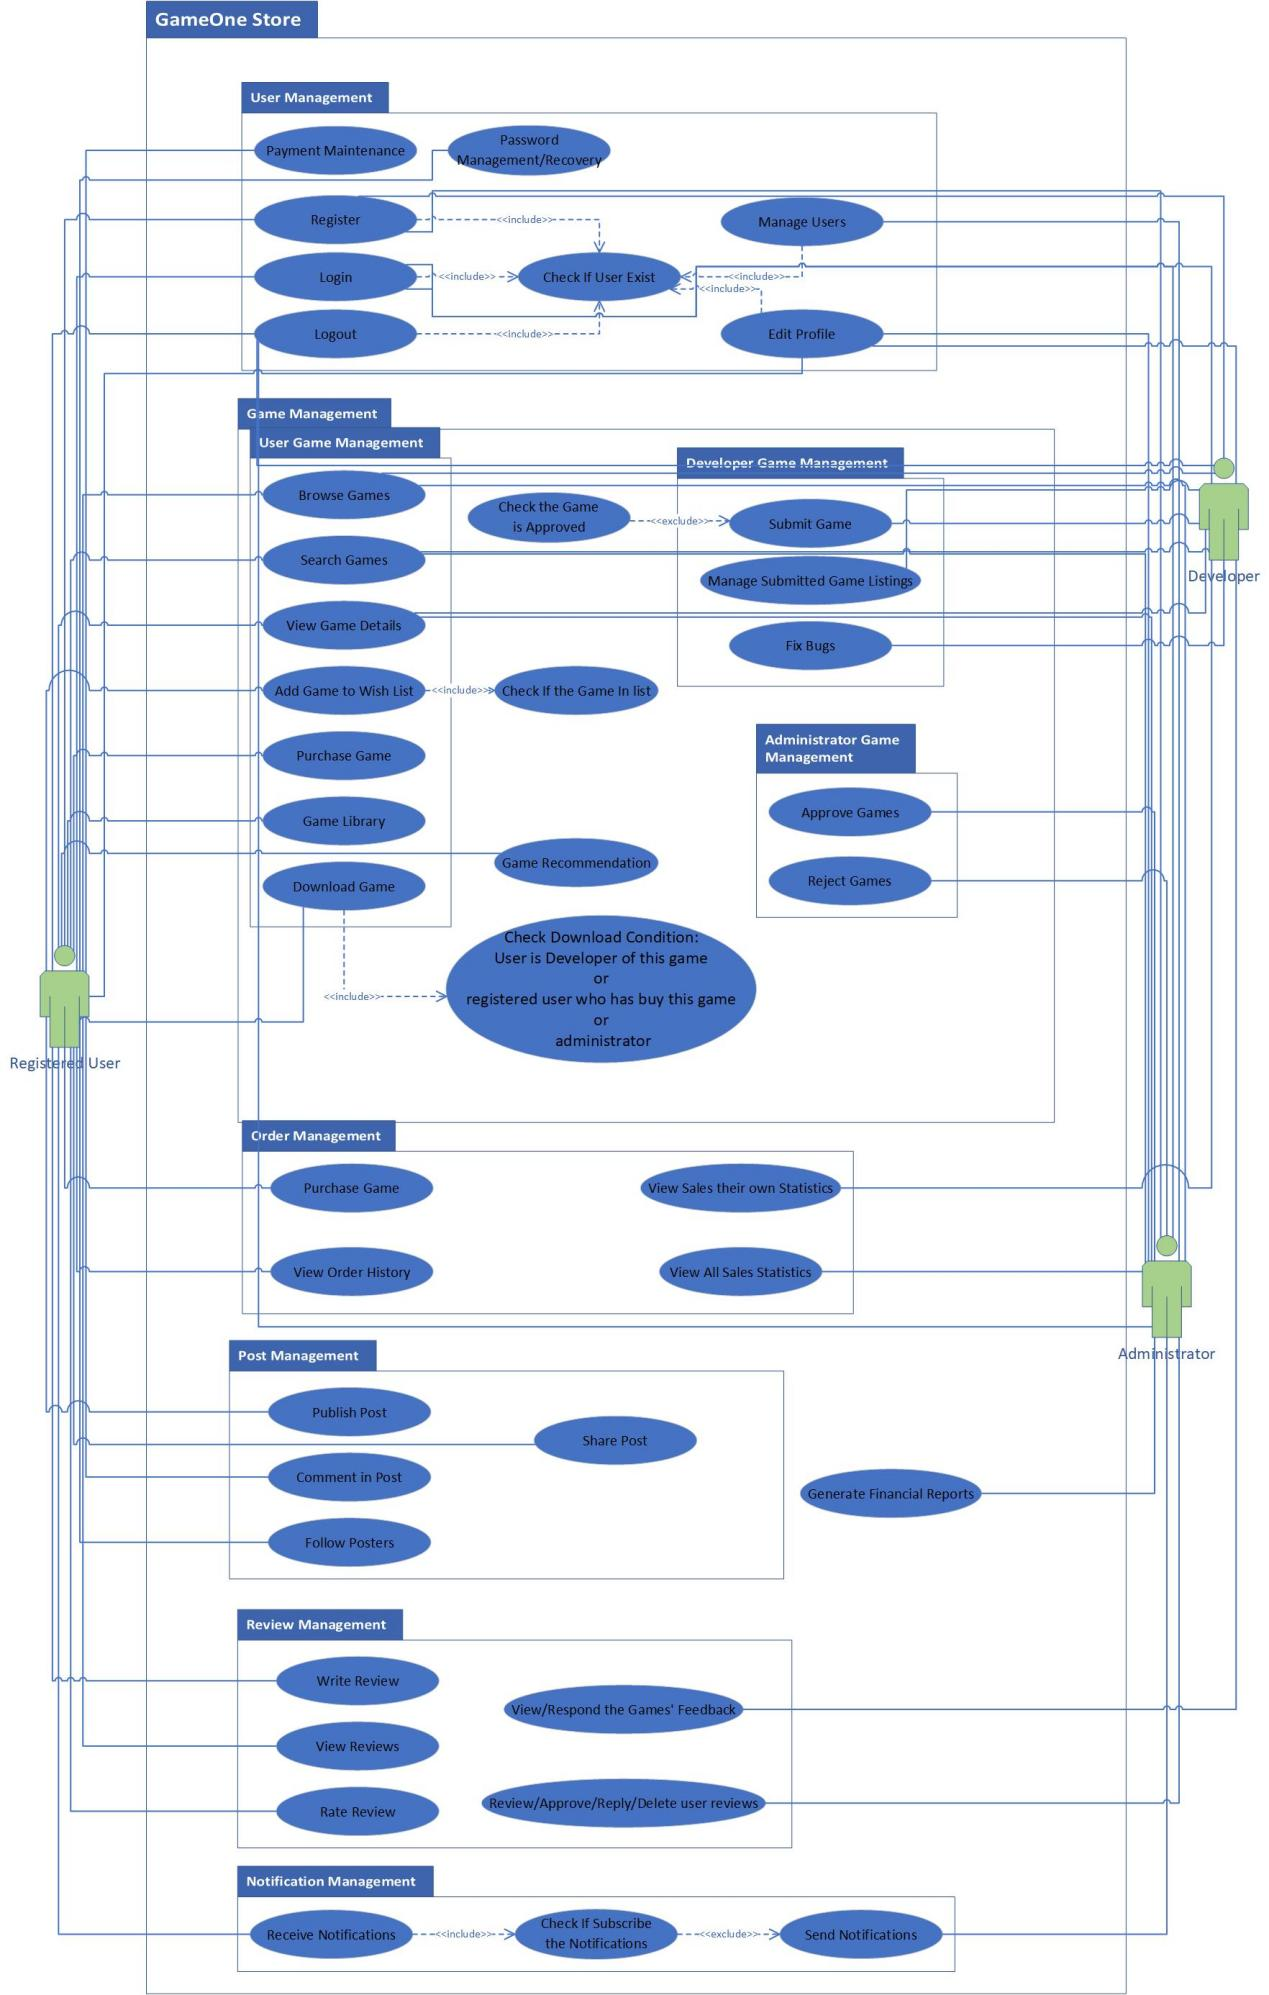 GameOne Store
User Management
Payment Maintenance
Password
Management/Recovery
Register
<<include>>
Manage Users
Login
<<include>>
Check If User Exist
<<include>>
<<include>>
Logout
<<include>>
Edit Profile
Game Management
User Game Management
Developer Game Management
Browse Games
Check the Game
is Approved
<<exclude>>
Submit Game
Search Games
Manage Submitted Game Listings
Developer
View Game Details
Fix Bugs
Add Game to Wish List
<<include>>
Check If the Game In list
Administrator Game
Management
Purchase Game
Approve Games
Game Library
Game Recommendation
Reject Games
Download Game
Check Download Condition:
User is Developer of this game
or
registered user who has buy this game
or
administrator
<<include>>
Registered User
Order Management
Purchase Game
View Sales their own Statistics
View Order History
View All Sales Statistics
Administrator
Post Management
Publish Post
Share Post
Comment in Post
Generate Financial Reports
Follow Posters
Review Management
Write Review
View/Respond the Games' Feedback
View Reviews
Review/Approve/Reply/Delete user reviews
Rate Review
Notification Management
Receive Notifications
<<include>>
Check If Subscribe
the Notifications
<<exclude>>
Send Notifications